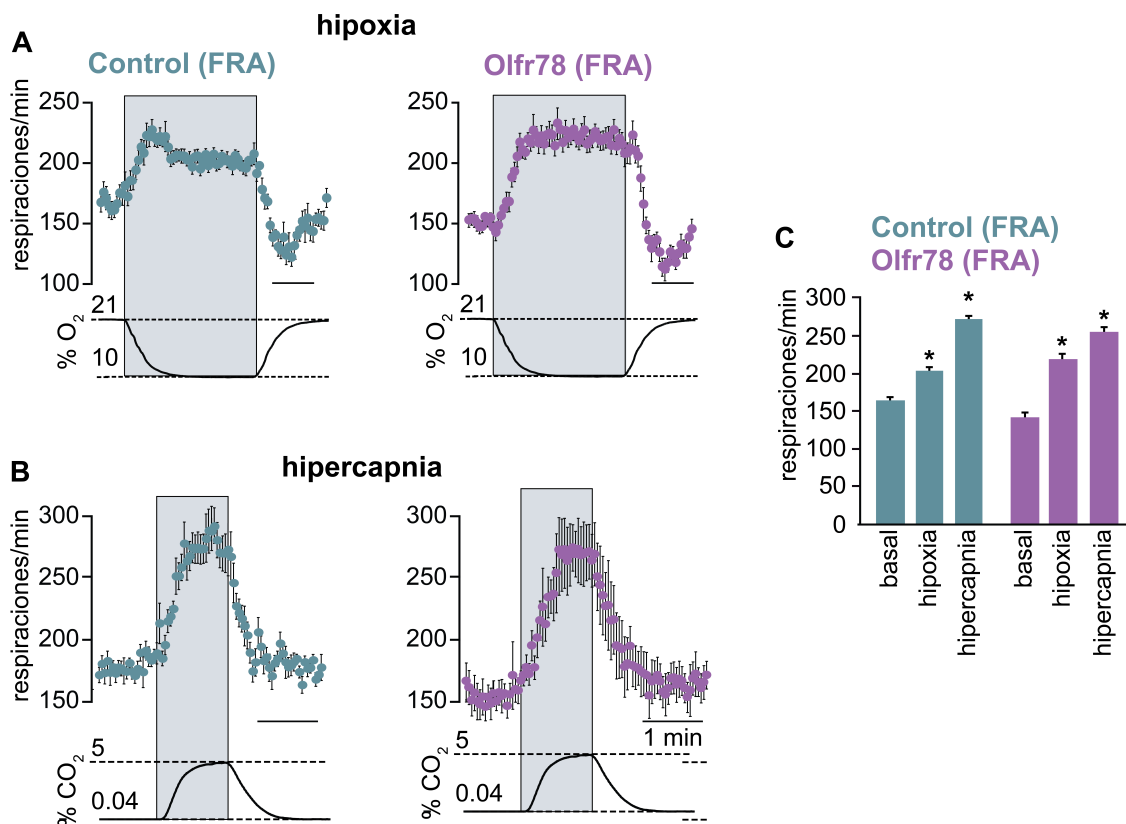 hipoxia
A
Control (FRA)
Olfr78 (FRA)
respiraciones/min
250
200
150
100
250
200
150
100
% O2
21
10
21
10
% O2
B
hipercapnia
respiraciones/min
300
250
200
150
300
250
200
150
1 min
% CO2
5
0.04
% CO2
5
0.04
C
Control (FRA)
Olfr78 (FRA)
respiraciones/min
300
250
200
150
100
50
0
*
*
*
*
basal
hipoxia
hipercapnia
basal
hipoxia
hipercapnia